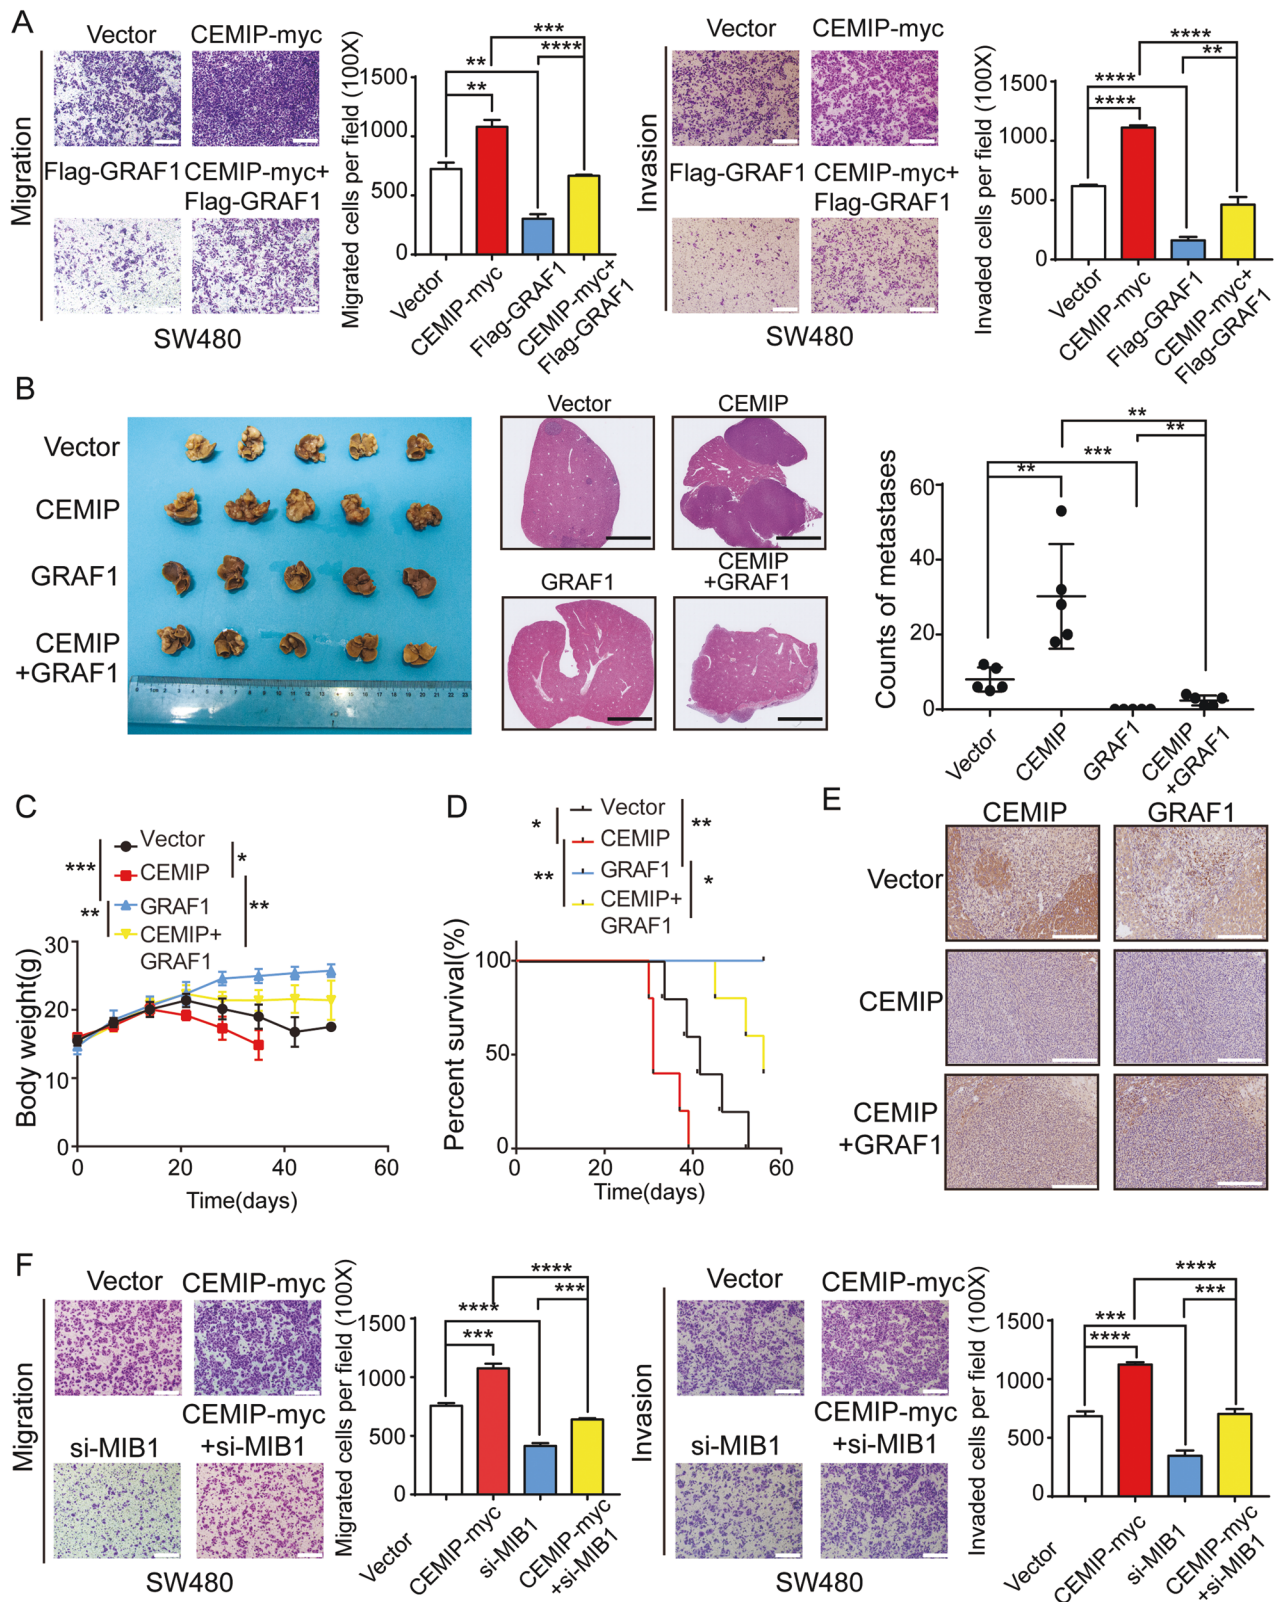 A
Vector
CEMIP-myc
Flag-GRAF1
CEMIP-myc+
Flag-GRAF1
Migration
SW480
Migrated cells per field (100X)
1500
1000
500
0
**
**
***
****
Vector
CEMIP-myc
Flag-GRAF1
CEMIP-myc+
Flag-GRAF1
Vector
CEMIP-myc
Flag-GRAF1
CEMIP-myc+
Flag-GRAF1
Invasion
SW480
Invaded cells per field (100X)
1500
1000
500
0
****
****
****
**
Vector
CEMIP-myc
Flag-GRAF1
CEMIP-myc+
Flag-GRAF1
B
Vector
CEMIP
GRAF1
CEMIP
+GRAF1
Vector
CEMIP
GRAF1
CEMIP
+GRAF1
Counts of metastases
60
40
20
0
**
***
**
**
Vector
CEMIP
GRAF1
CEMIP
+GRAF1
C
Vector
CEMIP
GRAF1
CEMIP+
GRAF1
***
**
*
**
Body weight(g)
30
20
10
0
0
20
40
60
Time(days)
D
Vector
CEMIP
GRAF1
CEMIP+
GRAF1
*
**
**
*
Percent survival(%)
100
50
0
0
20
40
60
Time(days)
E
CEMIP
GRAF1
Vector
CEMIP
CEMIP
+GRAF1
F
Vector
CEMIP-myc
si-MIB1
CEMIP-myc
+si-MIB1
Migration
SW480
Migrated cells per field (100X)
1500
1000
500
0
****
***
****
***
Vector
CEMIP-myc
si-MIB1
CEMIP-myc
+si-MIB1
Vector
CEMIP-myc
si-MIB1
CEMIP-myc
+si-MIB1
Invasion
SW480
Invaded cells per field (100X)
1500
1000
500
0
***
****
****
***
Vector
CEMIP-myc
si-MIB1
CEMIP-myc
+si-MIB1